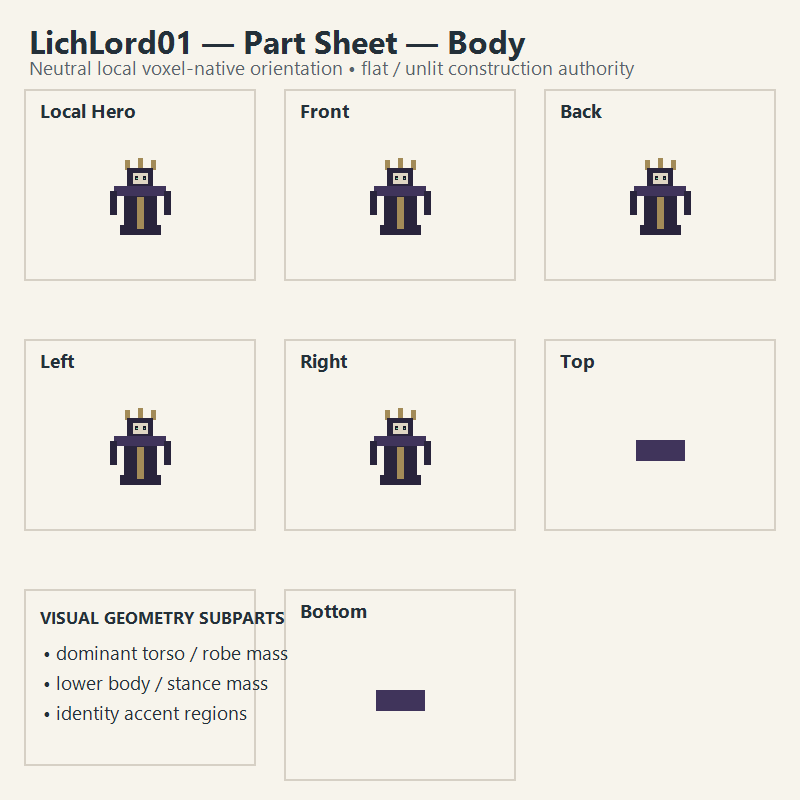 LichLord01 — Part Sheet — Body
Neutral local voxel-native orientation • flat / unlit construction authority
Local Hero
Front
Back
Left
Right
Top
VISUAL GEOMETRY SUBPARTS
• dominant torso / robe mass
• lower body / stance mass
• identity accent regions
Bottom